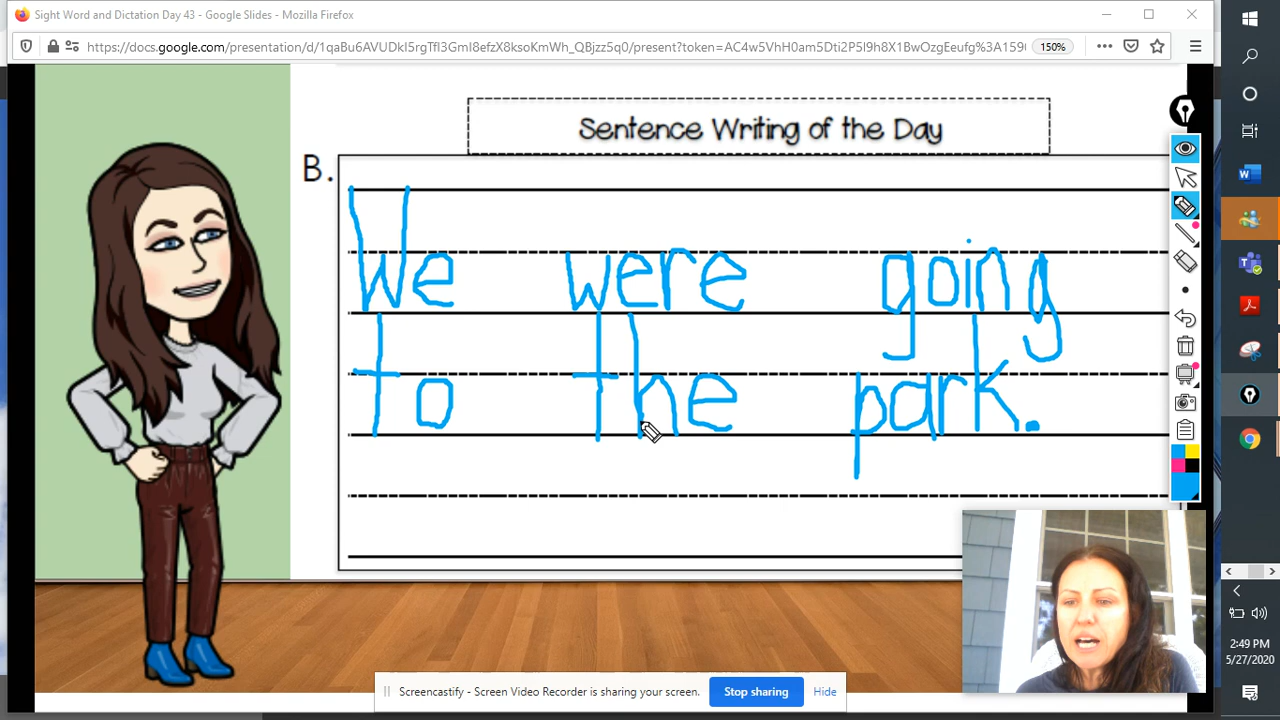 Sight Word and Dictation Day 43 - Google Slides - Mozilla Firefox
150%
Sentence Writing of the Day
B.
We were going
to the park.
Screencastify - Screen Video Recorder is sharing your screen.
Stop sharing
Hide
2:49 PM
5/27/2020